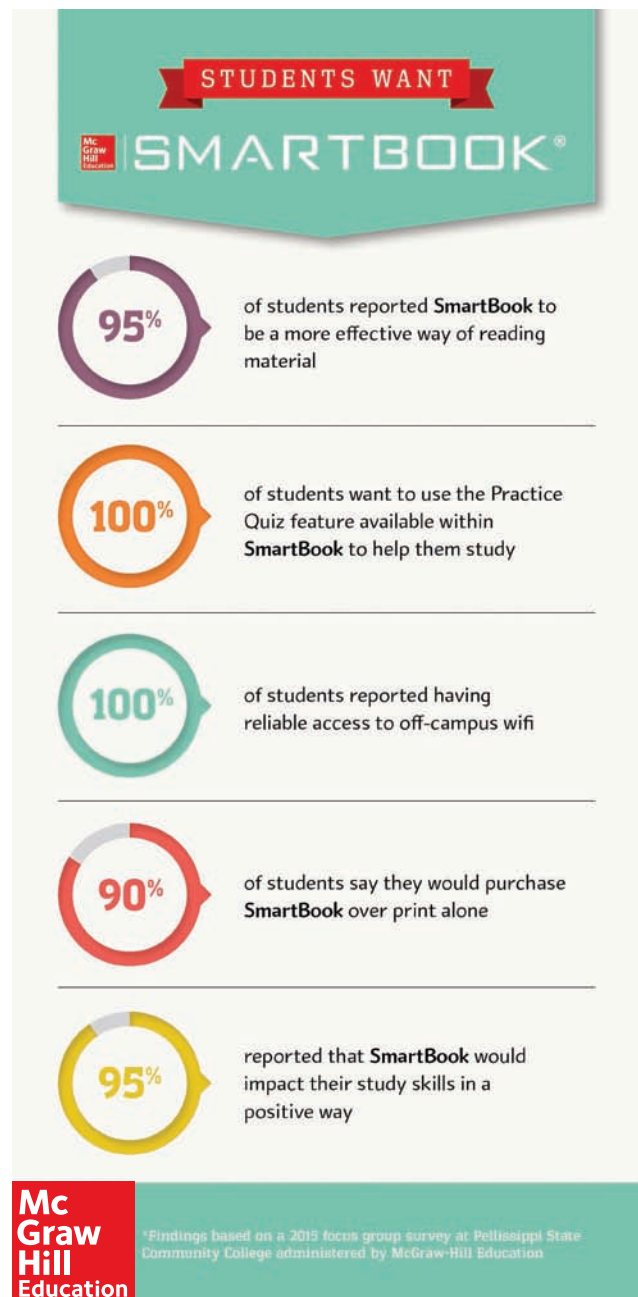 STUDENTS WANT
Mc
Graw
Hill
Education
SMARTBOOK®
95%
of students reported SmartBook to
be a more effective way of reading
material
100%
of students want to use the Practice
Quiz feature available within
SmartBook to help them study
100%
of students reported having
reliable access to off-campus wifi
90%
of students say they would purchase
SmartBook over print alone
95%
reported that SmartBook would
impact their study skills in a
positive way
Mc
Graw
Hill
Education
*Findings based on a 2015 focus group survey at Pellissippi State
Community College administered by McGraw-Hill Education